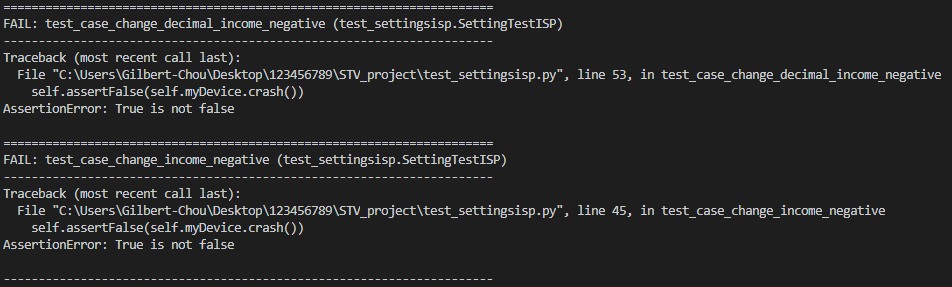 ======================================================================
FAIL: test_case_change_decimal_income_negative (test_settingsisp.SettingTestISP)
----------------------------------------------------------------------
Traceback (most recent call last):
  File "C:\Users\Gilbert-Chou\Desktop\123456789\STV_project\test_settingsisp.py", line 53, in test_case_change_decimal_income_negative
    self.assertFalse(self.myDevice.crash())
AssertionError: True is not false

======================================================================
FAIL: test_case_change_income_negative (test_settingsisp.SettingTestISP)
----------------------------------------------------------------------
Traceback (most recent call last):
  File "C:\Users\Gilbert-Chou\Desktop\123456789\STV_project\test_settingsisp.py", line 45, in test_case_change_income_negative
    self.assertFalse(self.myDevice.crash())
AssertionError: True is not false

----------------------------------------------------------------------